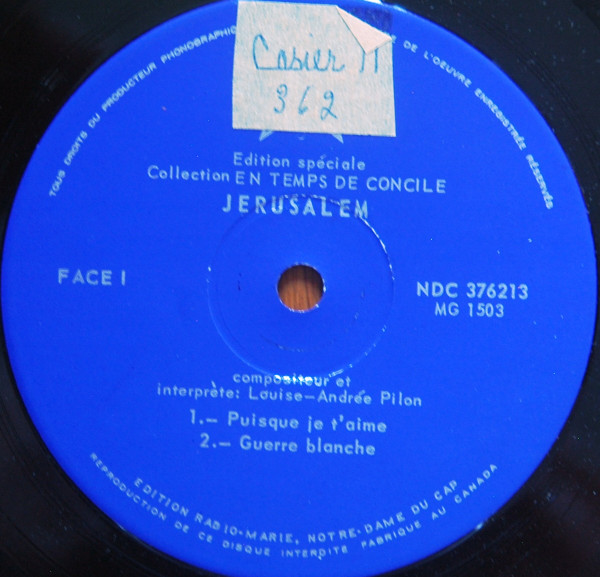 Casier 11
362
TOUS DROITS DU PRODUCTEUR PHONOGRAPHIQUE DE L'OEUVRE ENREGISTRÉE RÉSERVÉS
Edition spéciale
Collection EN TEMPS DE CONCILE
JERUSALEM
FACE I
NDC 376213
MG 1503
compositeur et
interprète: Louise-Andrée Pilon
1.- Puisque je t'aime
2.- Guerre blanche
EDITION RADIO-MARIE, NOTRE-DAME DU CAP
REPRODUCTION DE CE DISQUE INTERDITE FABRIQUE AU CANADA